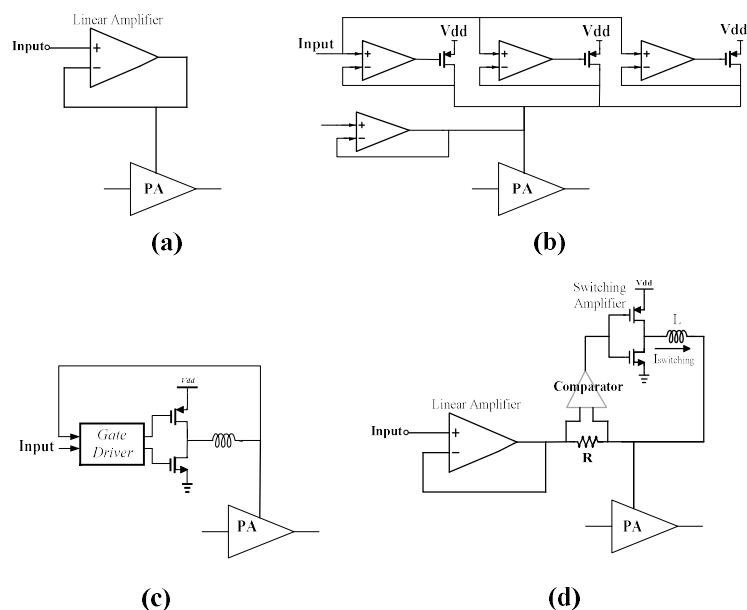 Linear Amplifier
Input
+
−
PA
(a)
Input
Vdd
Vdd
Vdd
+
−
+
−
+
−
+
−
PA
(b)
Vdd
Gate
Driver
Input
PA
(c)
Vdd
Switching
Amplifier
L
Iswitching
Comparator
Linear Amplifier
Input
+
−
R
PA
(d)